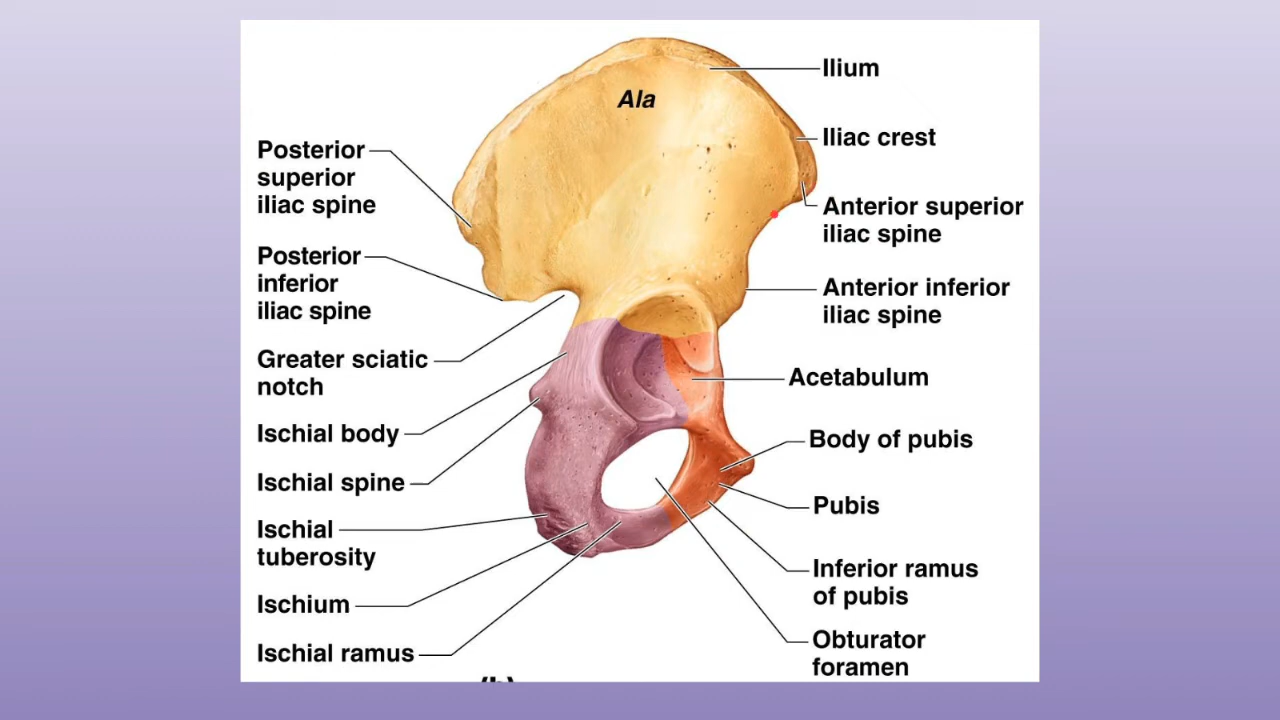 Ala
Ilium
Iliac crest
Anterior superior
iliac spine
Anterior inferior
iliac spine
Acetabulum
Body of pubis
Pubis
Inferior ramus
of pubis
Obturator
foramen
Posterior
superior
iliac spine
Posterior
inferior
iliac spine
Greater sciatic
notch
Ischial body
Ischial spine
Ischial
tuberosity
Ischium
Ischial ramus